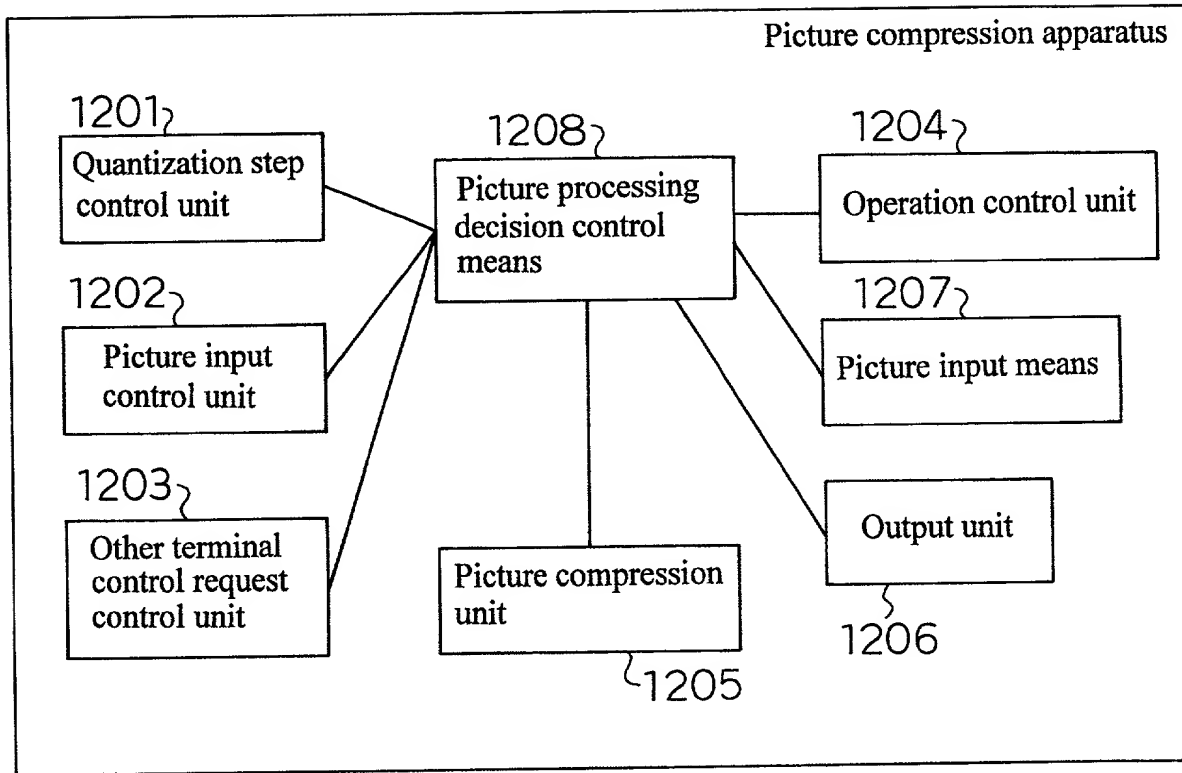 Picture compression apparatus
1201
Quantization step
control unit
1208
Picture processing
decision control
means
1204
Operation control unit
1202
Picture input
control unit
1207
Picture input means
1203
Other terminal
control request
control unit
Picture compression
unit
1205
Output unit
1206